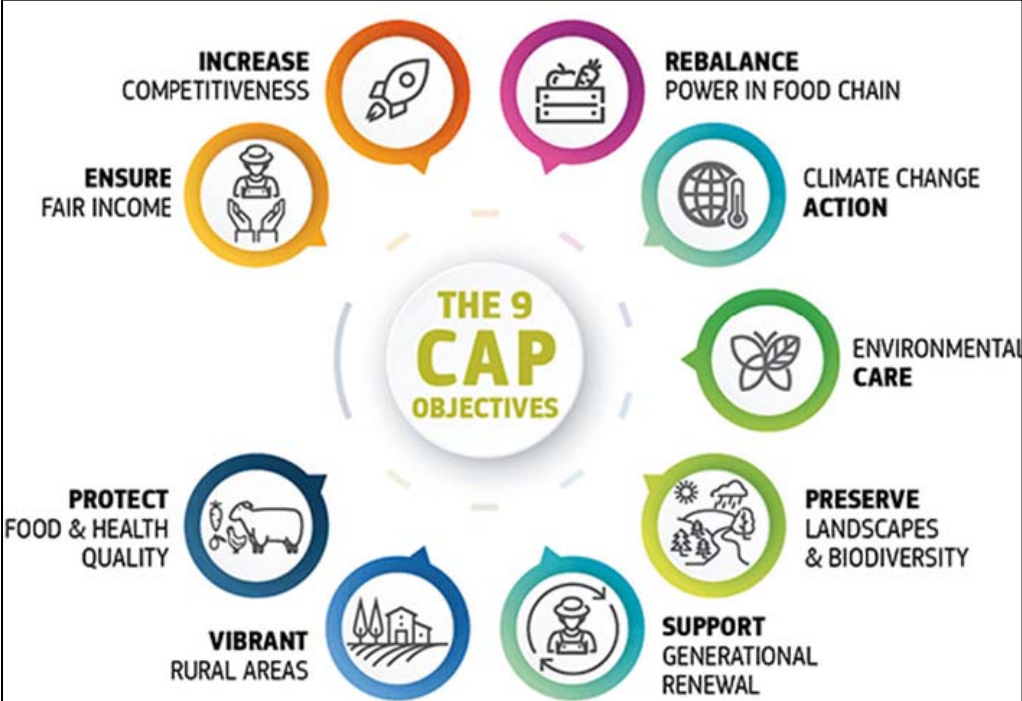 THE 9
CAP
OBJECTIVES
ENSURE
FAIR INCOME
INCREASE
COMPETITIVENESS
REBALANCE
POWER IN FOOD CHAIN
CLIMATE CHANGE
ACTION
ENVIRONMENTAL
CARE
PRESERVE
LANDSCAPES
& BIODIVERSITY
SUPPORT
GENERATIONAL
RENEWAL
VIBRANT
RURAL AREAS
PROTECT
FOOD & HEALTH
QUALITY